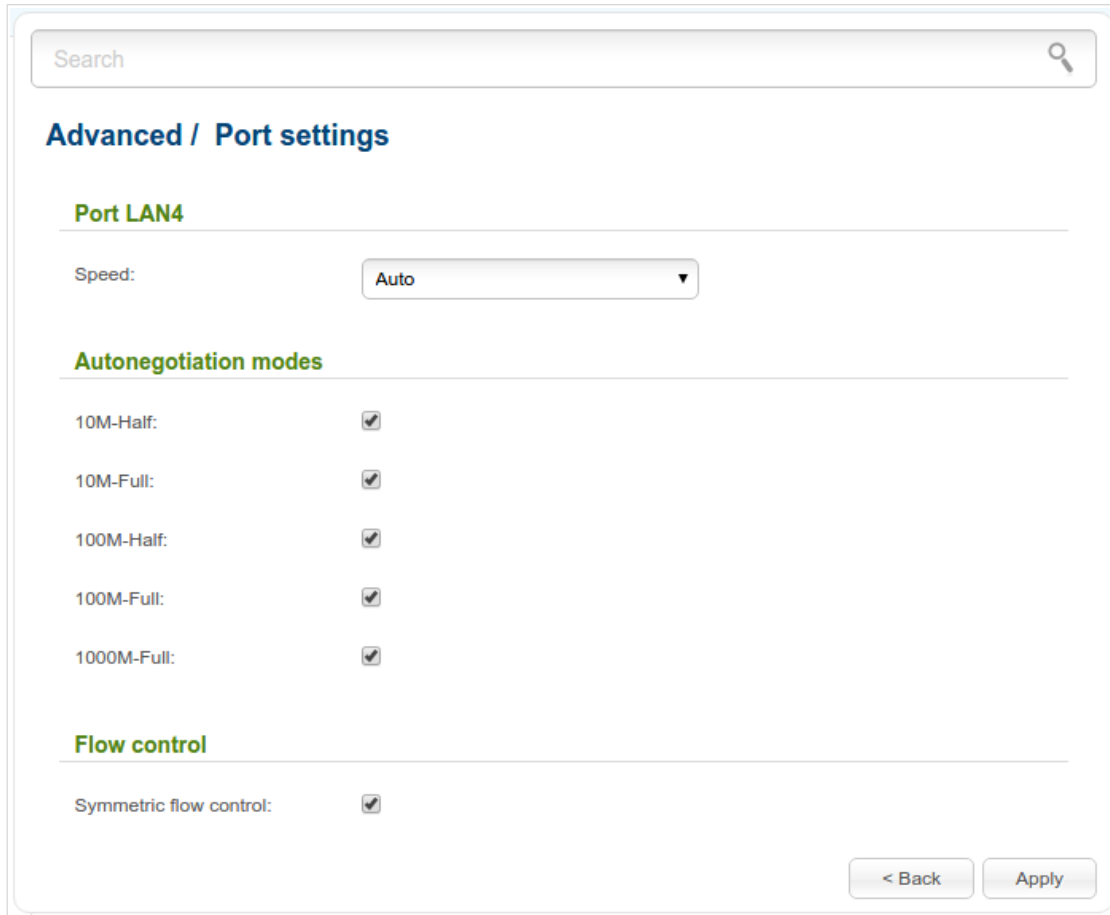 Search
Advanced / Port settings
Port LAN4
Speed: Auto
Autonegotiation modes
10M-Half:
10M-Full:
100M-Half:
100M-Full:
1000M-Full:
Flow control
Symmetric flow control:
< Back Apply